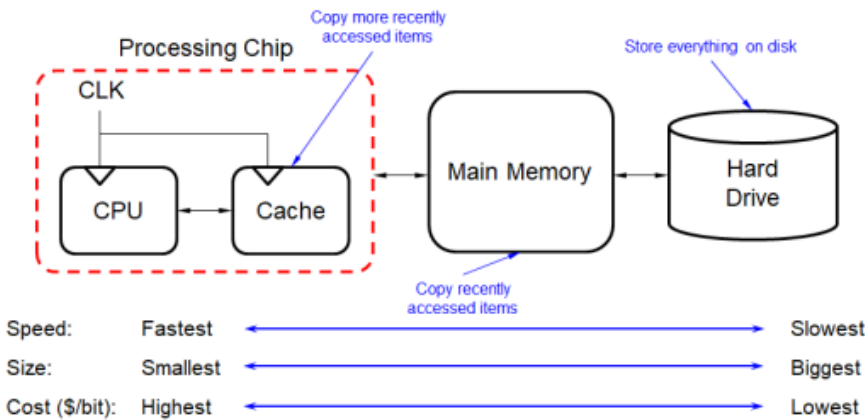 Copy more recently
accessed items
Processing Chip
Store everything on disk
CLK
CPU
Cache
Main Memory
Hard
Drive
Copy recently
accessed items
Speed: Fastest Slowest
Size: Smallest Biggest
Cost ($/bit): Highest Lowest